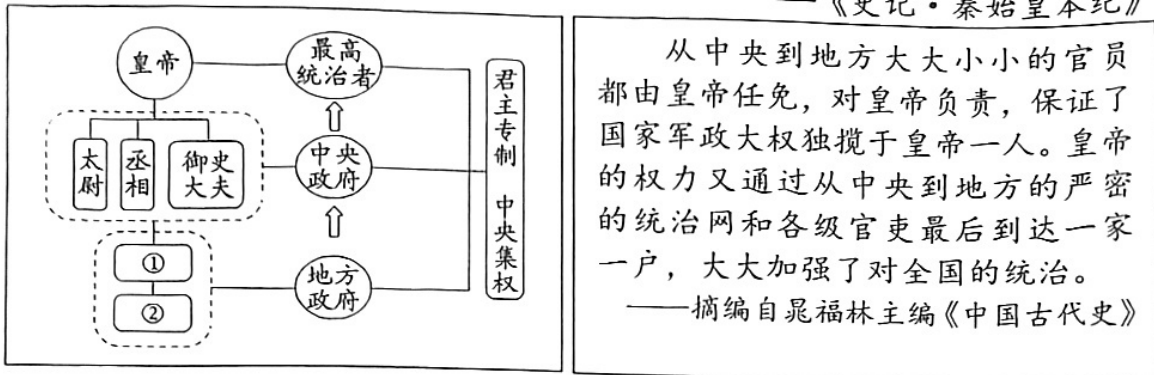 ——《史记·秦始皇本纪》
皇帝
最高
统治者
君主专制 中央集权
太尉
丞相
御史
大夫
中央
政府
①
②
地方
政府
从中央到地方大大小小的官员
都由皇帝任免，对皇帝负责，保证了
国家军政大权独揽于皇帝一人。皇帝
的权力又通过从中央到地方的严密
的统治网和各级官吏最后到达一家
一户，大大加强了对全国的统治。
——摘编自晁福林主编《中国古代史》